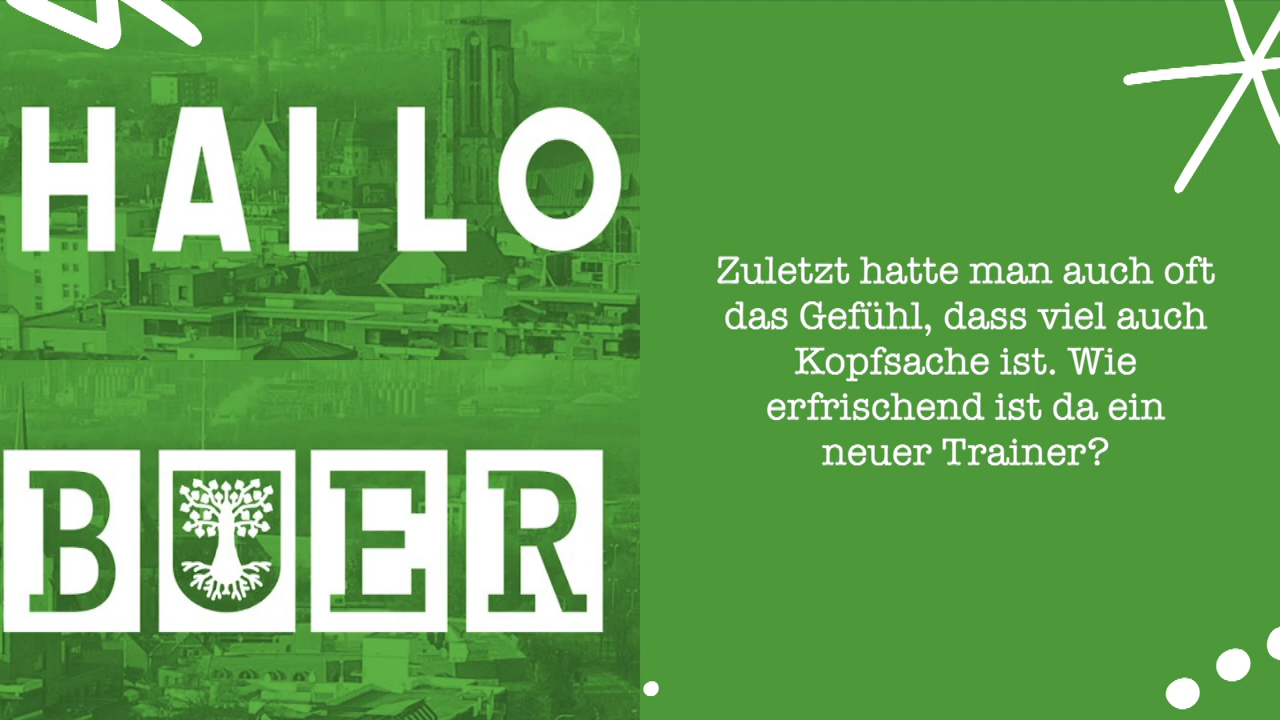 HALLO
BUER
Zuletzt hatte man auch oft
das Gefühl, dass viel auch
Kopfsache ist. Wie
erfrischend ist da ein
neuer Trainer?